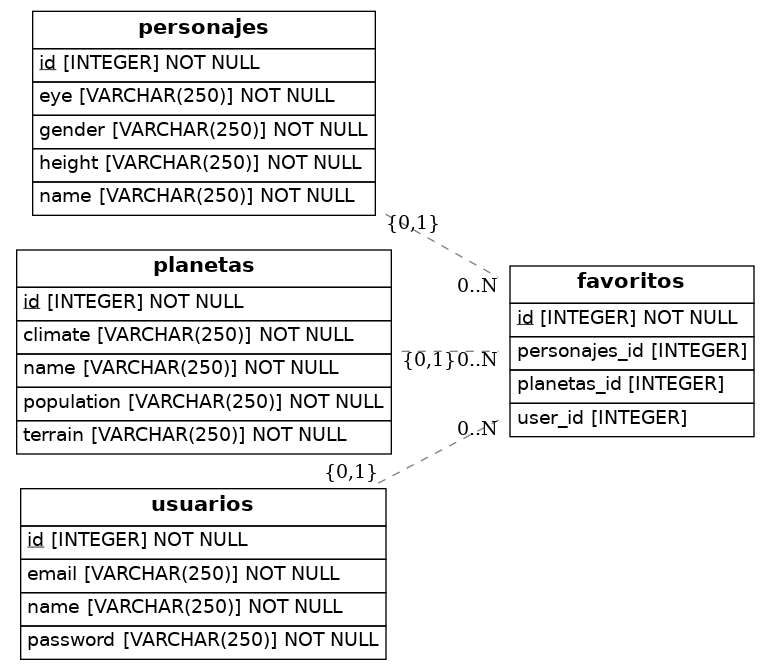 personajes
id [INTEGER] NOT NULL
eye [VARCHAR(250)] NOT NULL
gender [VARCHAR(250)] NOT NULL
height [VARCHAR(250)] NOT NULL
name [VARCHAR(250)] NOT NULL
{0,1}
0..N
planetas
id [INTEGER] NOT NULL
climate [VARCHAR(250)] NOT NULL
name [VARCHAR(250)] NOT NULL
population [VARCHAR(250)] NOT NULL
terrain [VARCHAR(250)] NOT NULL
{0,1}0..N
favoritos
id [INTEGER] NOT NULL
personajes_id [INTEGER]
planetas_id [INTEGER]
user_id [INTEGER]
0..N
{0,1}
usuarios
id [INTEGER] NOT NULL
email [VARCHAR(250)] NOT NULL
name [VARCHAR(250)] NOT NULL
password [VARCHAR(250)] NOT NULL